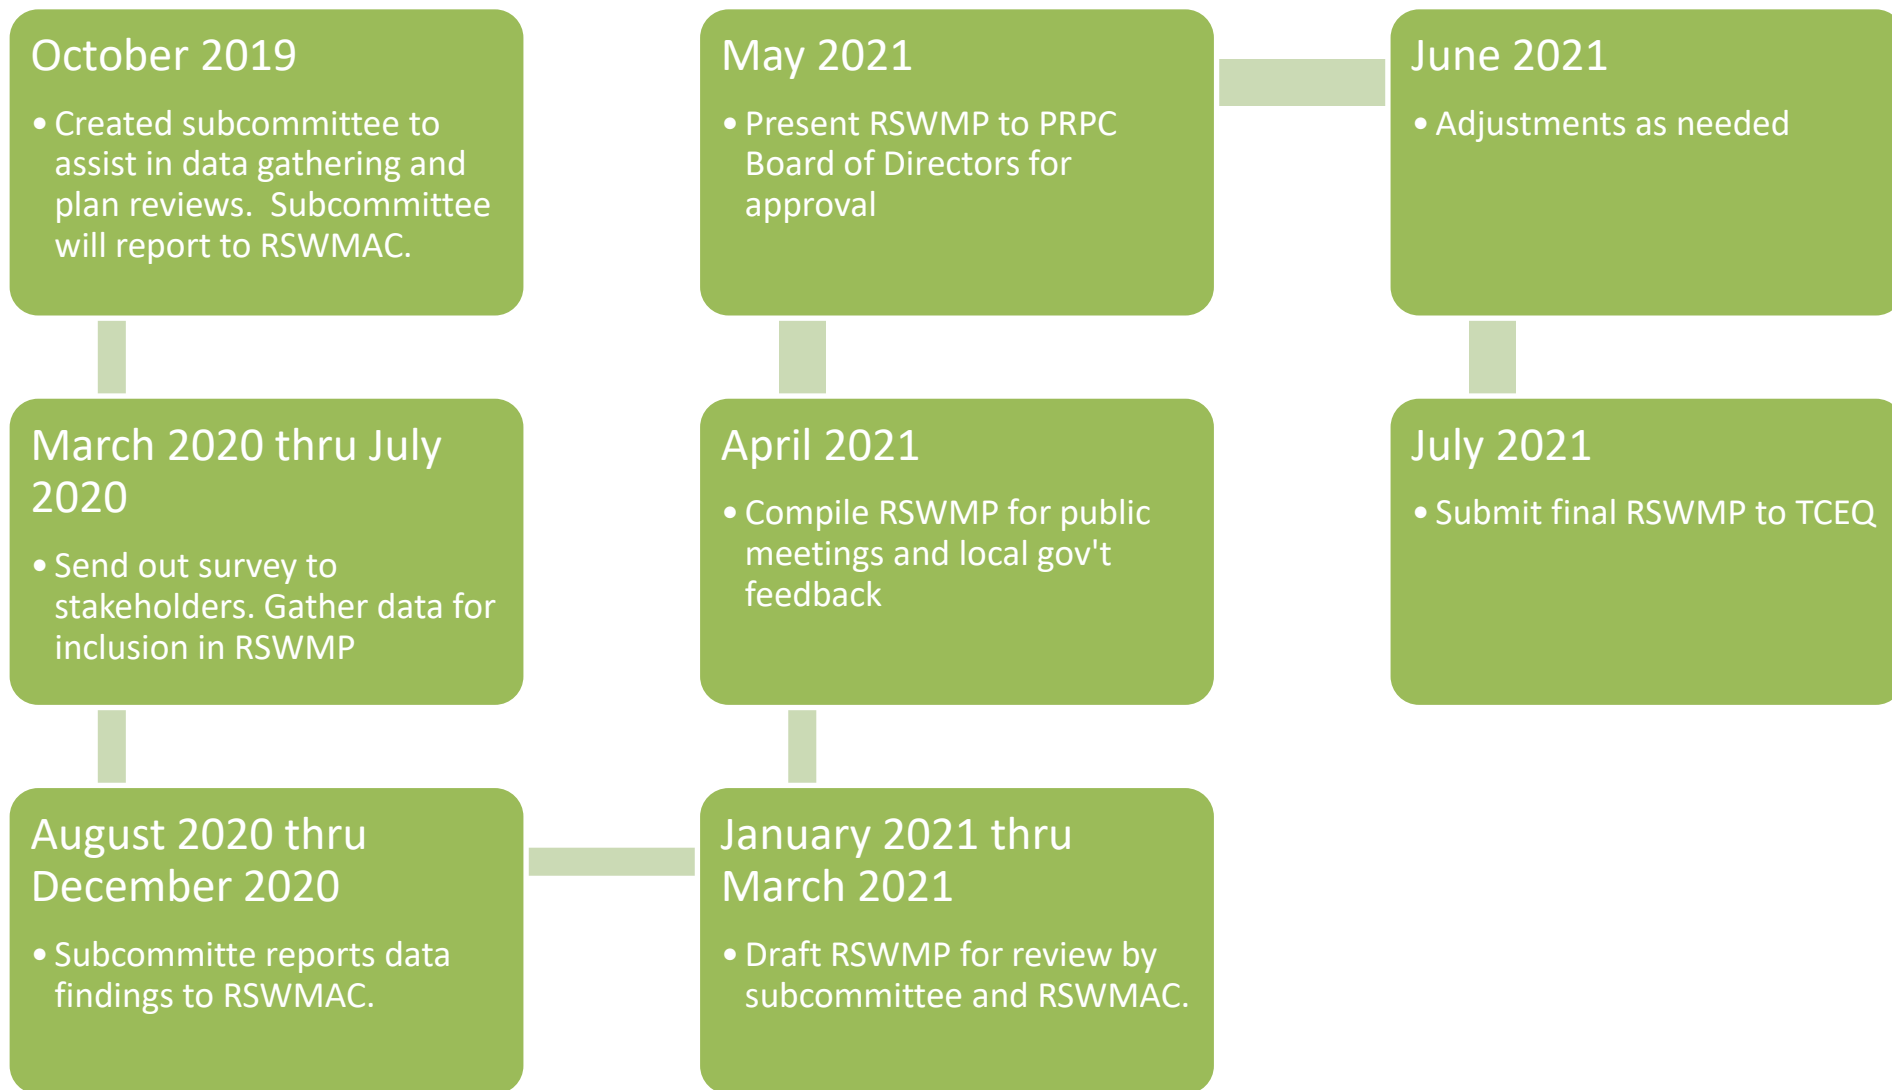 October 2019
• Created subcommittee to
assist in data gathering and
plan reviews.  Subcommittee
will report to RSWMAC.
March 2020 thru July
2020
• Send out survey to
stakeholders. Gather data for
inclusion in RSWMP
August 2020 thru
December 2020
• Subcommitte reports data
findings to RSWMAC.
January 2021 thru
March 2021
• Draft RSWMP for review by
subcommittee and RSWMAC.
April 2021
• Compile RSWMP for public
meetings and local gov't
feedback
May 2021
• Present RSWMP to PRPC
Board of Directors for
approval
June 2021
• Adjustments as needed
July 2021
• Submit final RSWMP to TCEQ